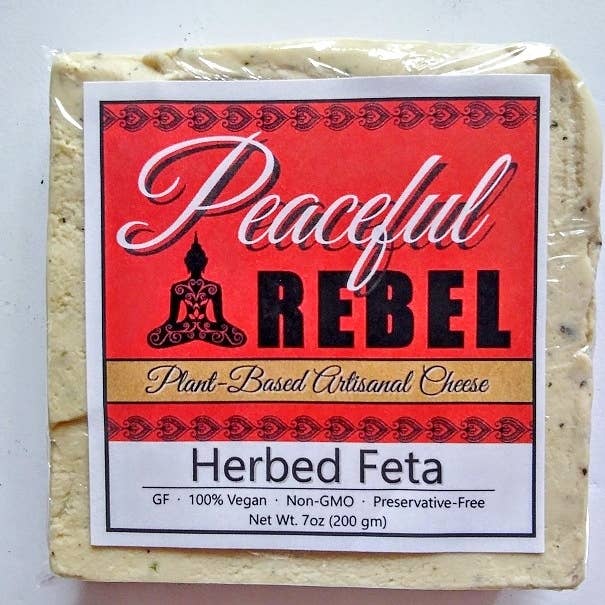 Peaceful
REBEL
Plant-Based Artisanal Cheese
Herbed Feta
GF · 100% Vegan · Non-GMO · Preservative-Free
Net Wt. 7oz (200 gm)